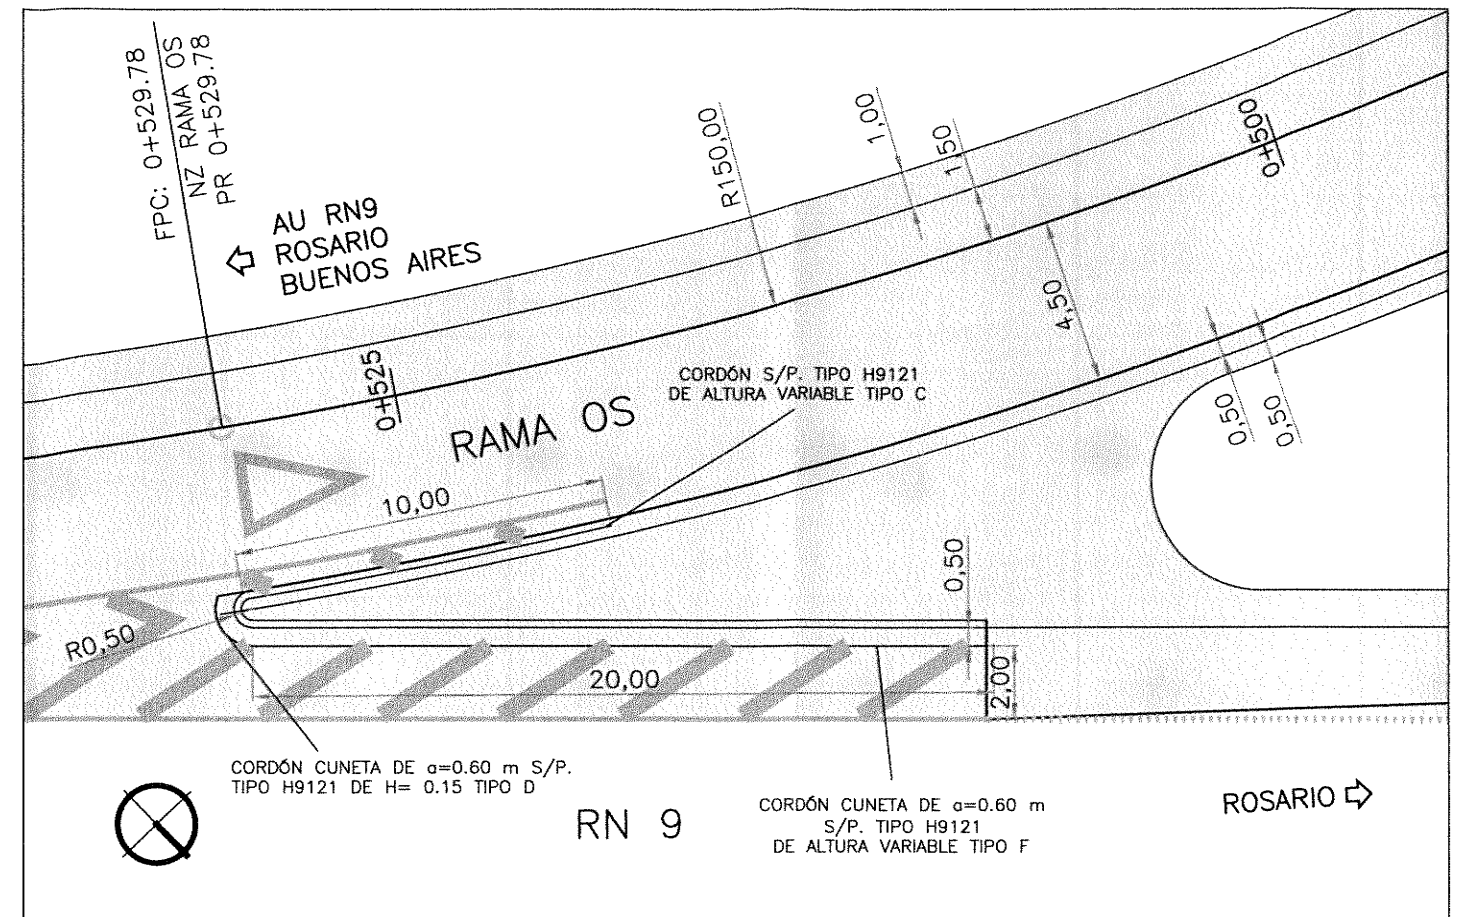 FPC: 0+529.78
NZ RAMA OS
PR 0+529.78
AU RN9
ROSARIO
BUENOS AIRES
R150,00
1,00
1,50
0+500
4,50
0+525
CORDÓN S/P. TIPO H9121
DE ALTURA VARIABLE TIPO C
RAMA OS
0,50
0,50
10,00
0,50
R0,50
20,00
2,00
CORDÓN CUNETA DE a=0.60 m S/P.
TIPO H9121 DE H= 0.15 TIPO D
RN 9
CORDÓN CUNETA DE a=0.60 m
S/P. TIPO H9121
DE ALTURA VARIABLE TIPO F
ROSARIO